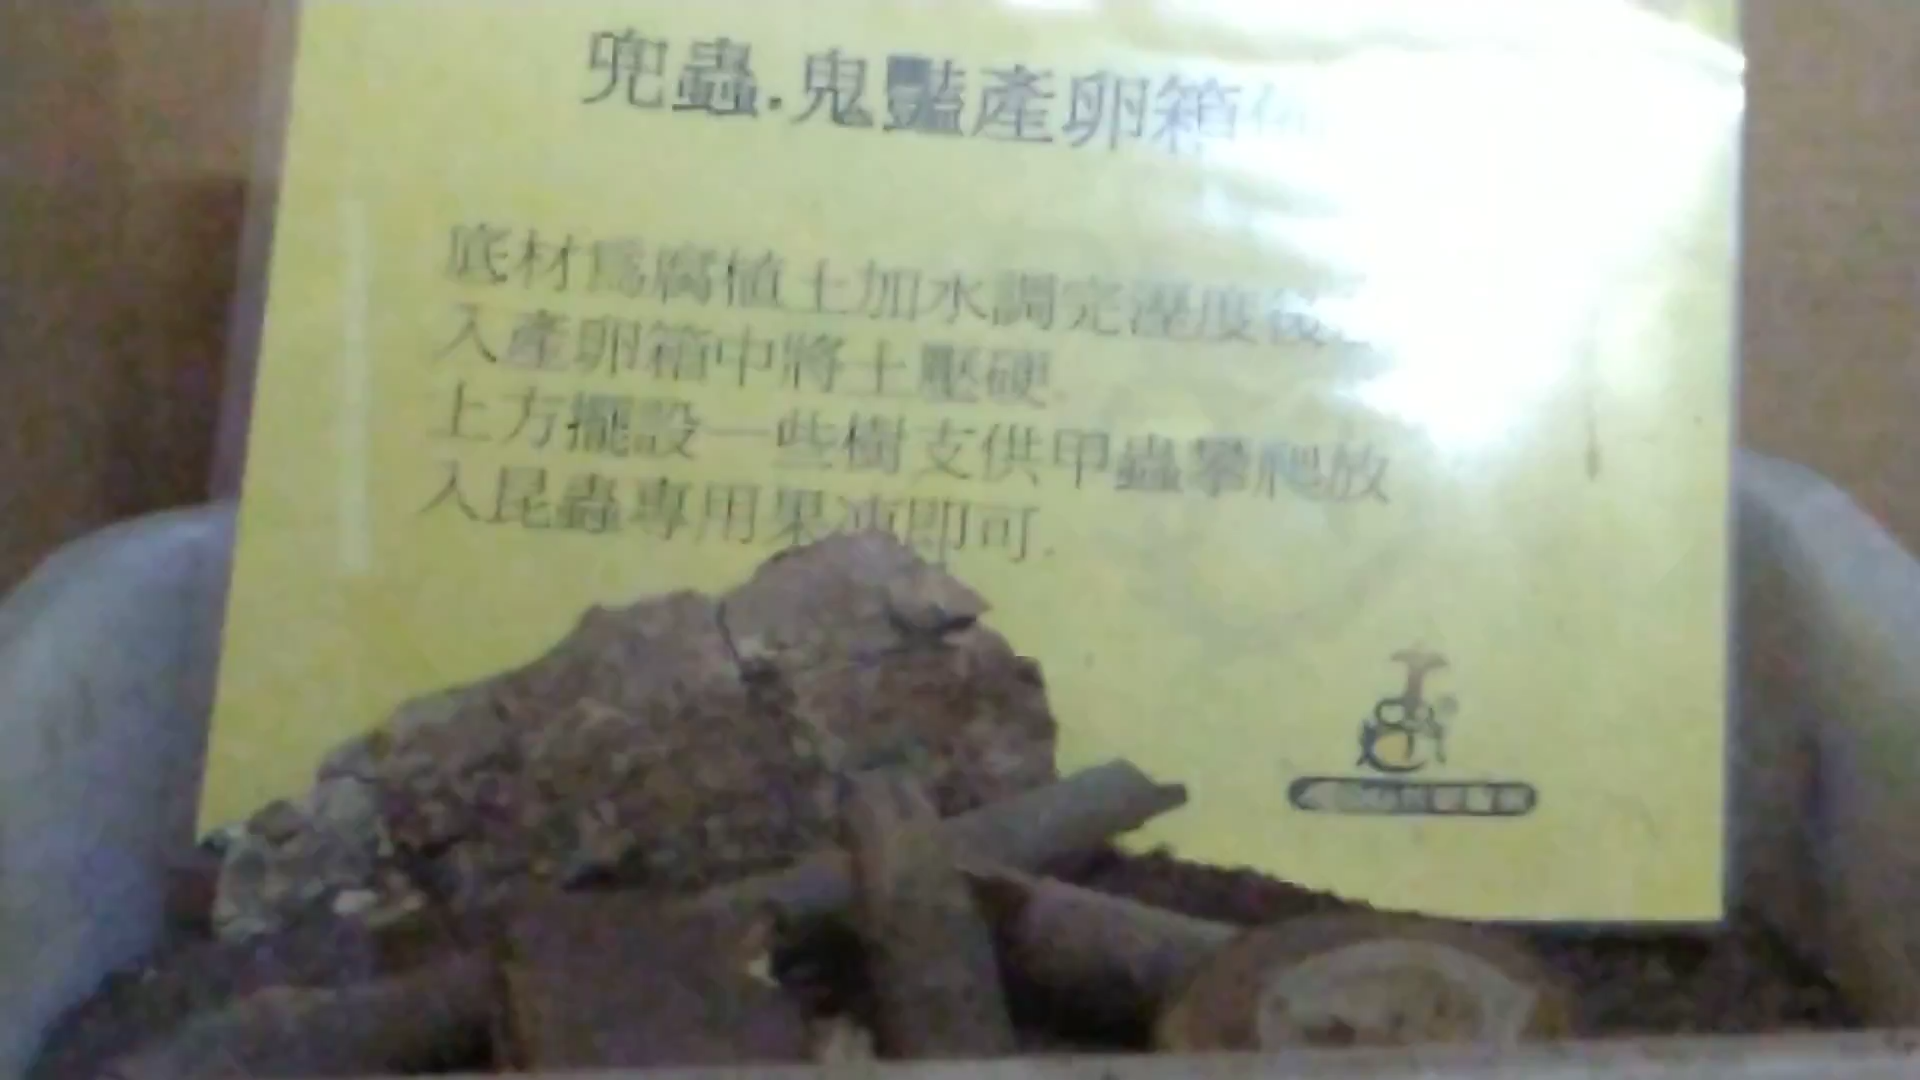 兜蟲.鬼豔產卵箱佈
底材為腐植土加水調完溼度後
入產卵箱中將土壓硬.
上方擺設一些樹支供甲蟲攀爬放
入昆蟲專用果凍即可.